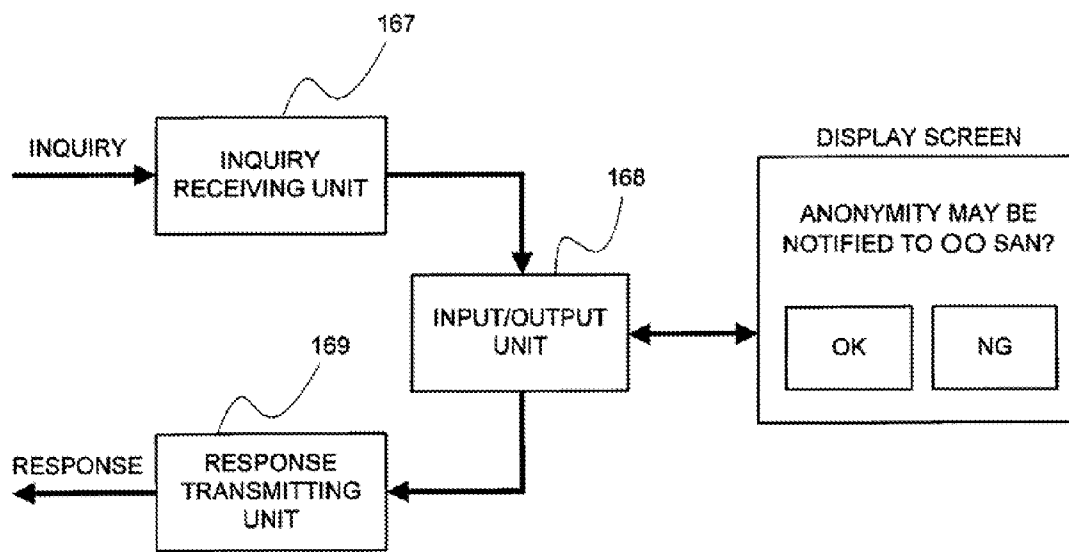 167
INQUIRY
INQUIRY
RECEIVING UNIT
DISPLAY SCREEN
168
ANONYMITY MAY BE
NOTIFIED TO ○○ SAN?
INPUT/OUTPUT
UNIT
OK
NG
169
RESPONSE
RESPONSE
TRANSMITTING
UNIT